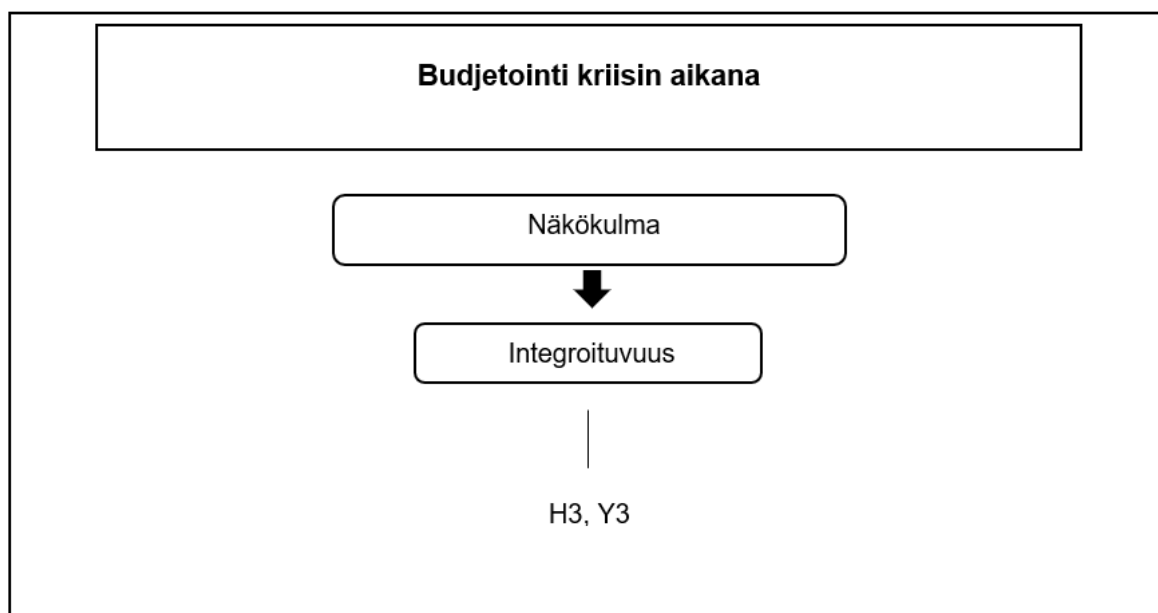 Budjetointi kriisin aikana
Näkökulma
Integroituvuus
H3, Y3